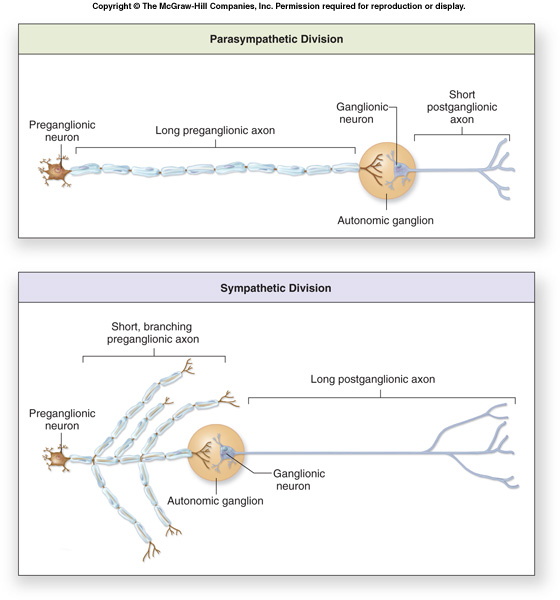 Copyright © The McGraw-Hill Companies, Inc. Permission required for reproduction or display.
Parasympathetic Division
Preganglionic
neuron
Long preganglionic axon
Ganglionic
neuron
Short
postganglionic
axon
Autonomic ganglion
Sympathetic Division
Short, branching
preganglionic axon
Long postganglionic axon
Preganglionic
neuron
Ganglionic
neuron
Autonomic ganglion